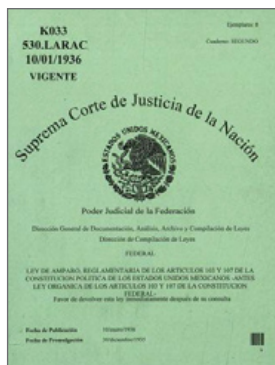 Ejemplares: 8
K033
530.LARAC
Cuaderno: SEGUNDO
10/01/1936
VIGENTE
Suprema Corte de Justicia de la Nación
ESTADOS UNIDOS MEXICANOS
Poder Judicial de la Federación
Dirección General de Documentación, Análisis, Archivo y Compilación de Leyes
Dirección de Compilación de Leyes
FEDERAL
LEY DE AMPARO, REGLAMENTARIA DE LOS ARTICULOS 103 Y 107 DE LA
CONSTITUCION POLITICA DE LOS ESTADOS UNIDOS MEXICANOS -ANTES
LEY ORGANICA DE LOS ARTICULOS 103 Y 107 DE LA CONSTITUCION
FEDERAL-
Favor de devolver esta ley inmediatamente después de su consulta
Fecha de Publicación 10/enero/1936
Fecha de Promulgación 30/diciembre/1935